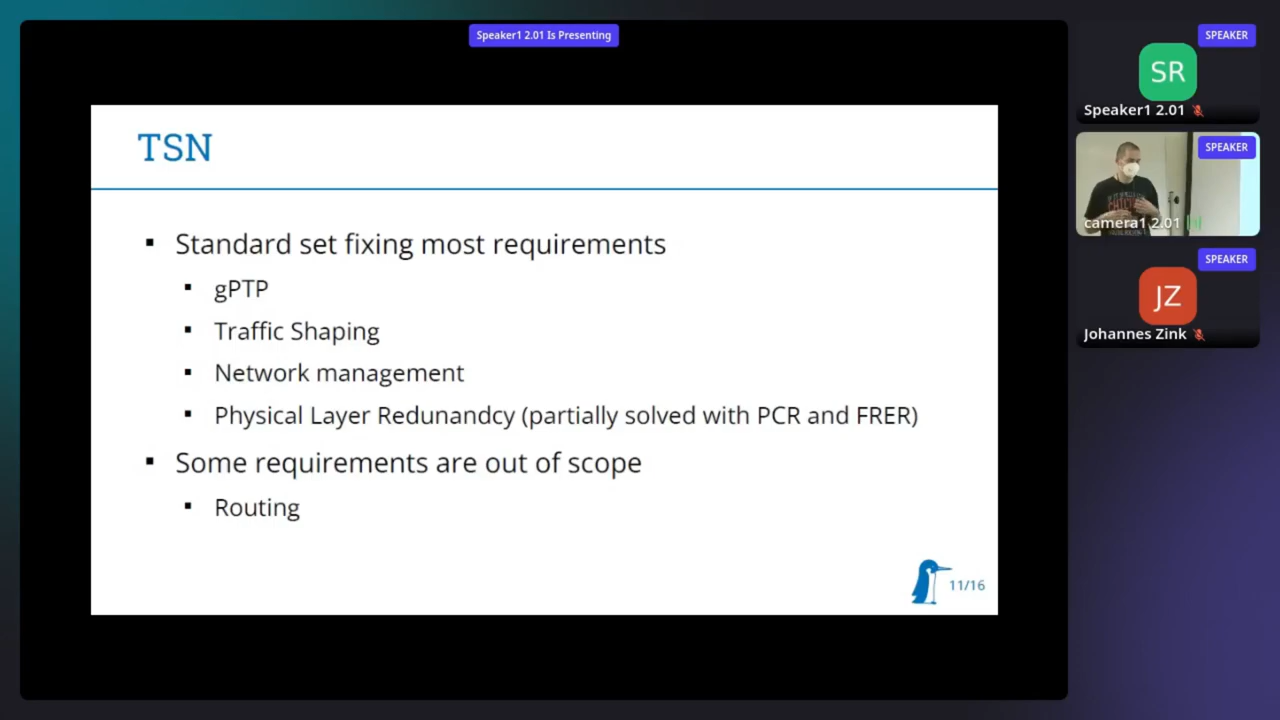 Speaker1 2.01 Is Presenting
TSN
▪ Standard set fixing most requirements
▪ gPTP
▪ Traffic Shaping
▪ Network management
▪ Physical Layer Redunandcy (partially solved with PCR and FRER)
▪ Some requirements are out of scope
▪ Routing
11/16
SPEAKER
SR
Speaker1 2.01
SPEAKER
camera1 2.01
SPEAKER
JZ
Johannes Zink